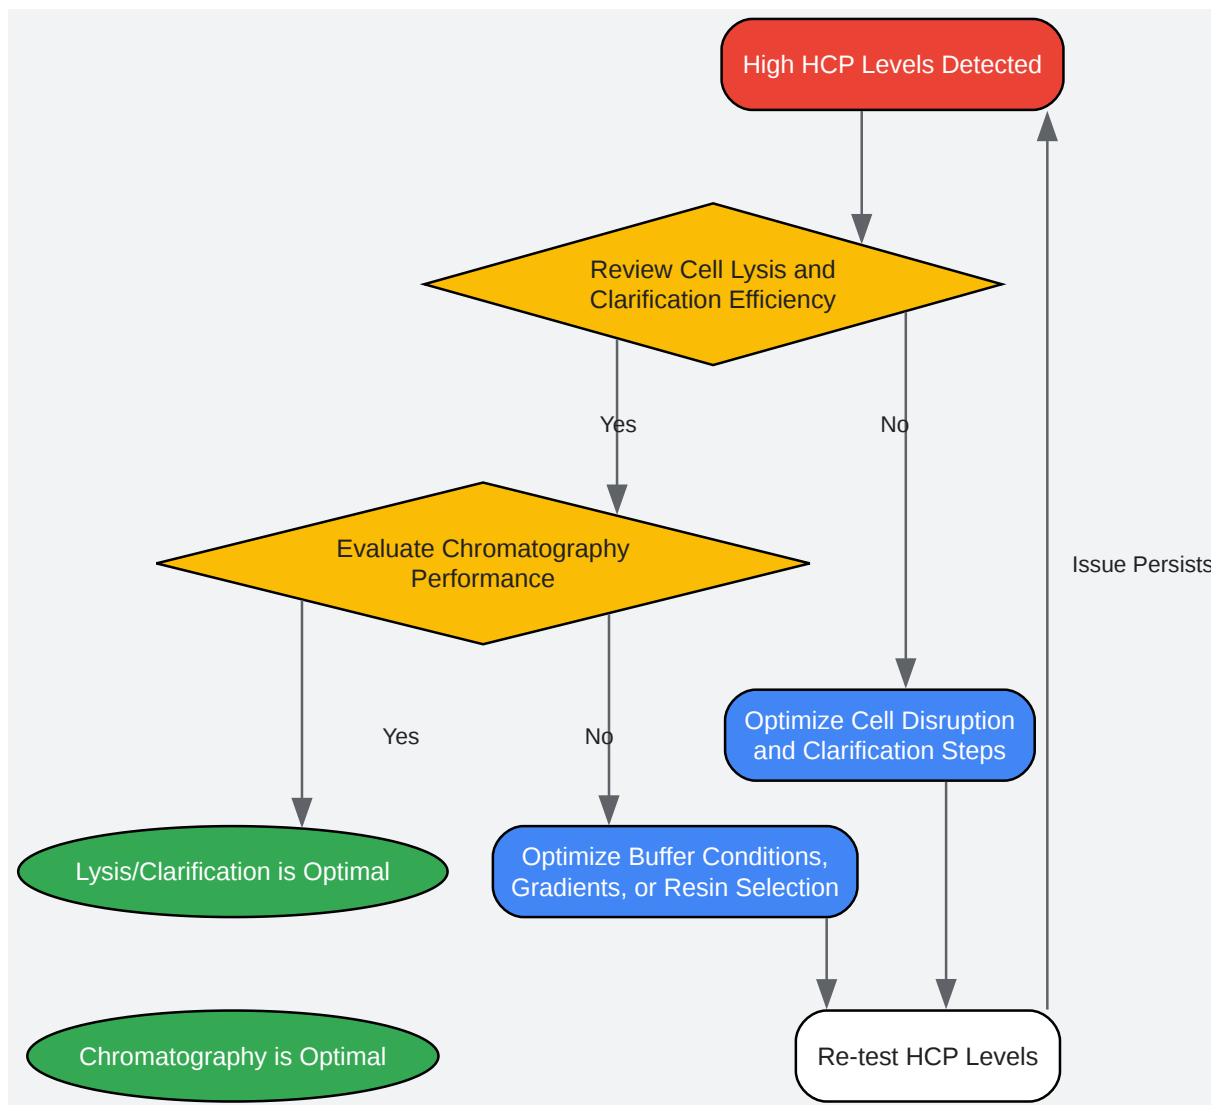 High HCP Levels Detected
Review Cell Lysis and
Clarification Efficiency
Yes
No
Evaluate Chromatography
Performance
Issue Persists
Optimize Cell Disruption
and Clarification Steps
Yes
No
Lysis/Clarification is Optimal
Optimize Buffer Conditions,
Gradients, or Resin Selection
Chromatography is Optimal
Re-test HCP Levels